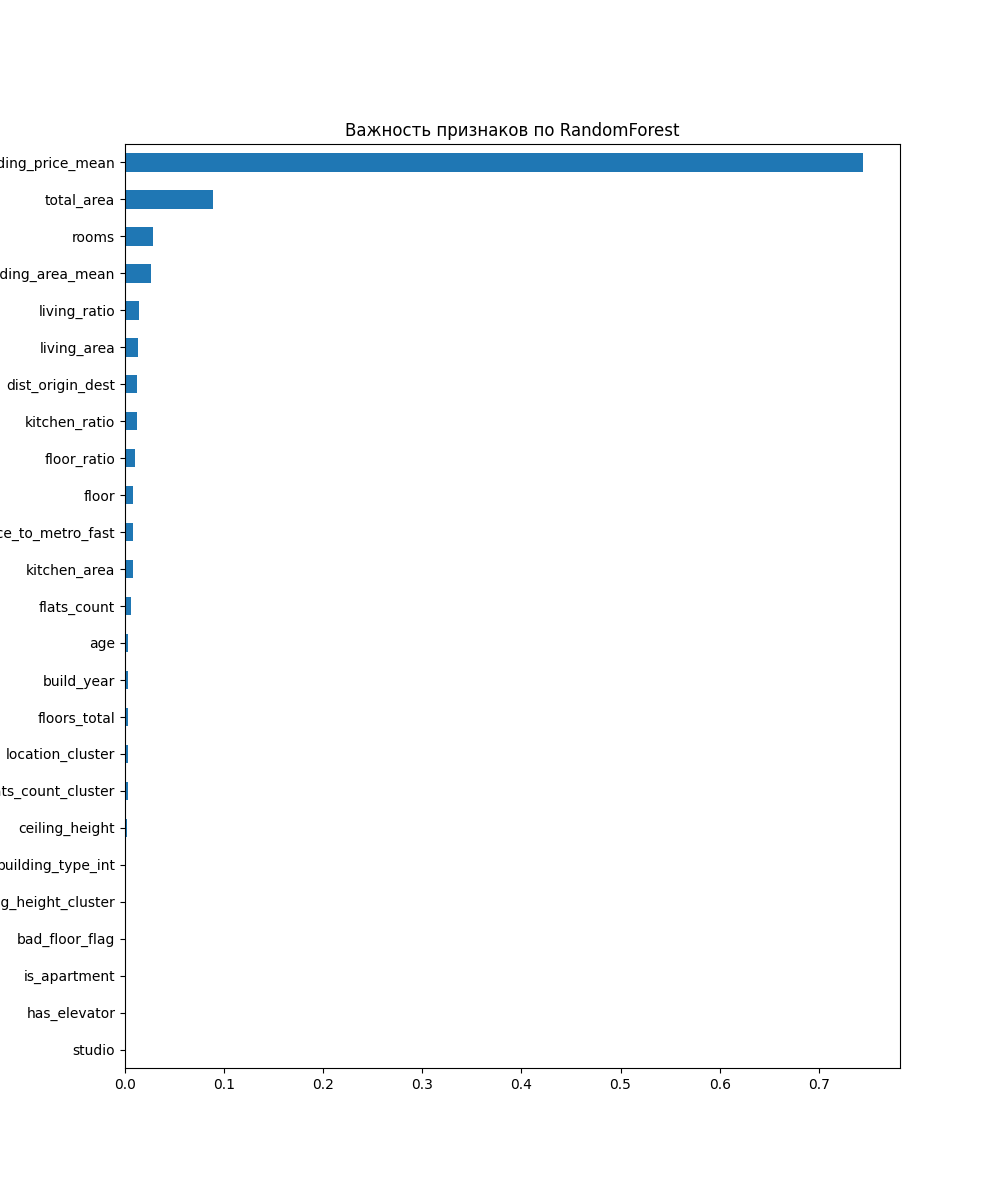 Важность признаков по RandomForest
ding_price_mean
total_area
rooms
ding_area_mean
living_ratio
living_area
dist_origin_dest
kitchen_ratio
floor_ratio
floor
ce_to_metro_fast
kitchen_area
flats_count
age
build_year
floors_total
location_cluster
ts_count_cluster
ceiling_height
building_type_int
g_height_cluster
bad_floor_flag
is_apartment
has_elevator
studio
0.0 0.1 0.2 0.3 0.4 0.5 0.6 0.7